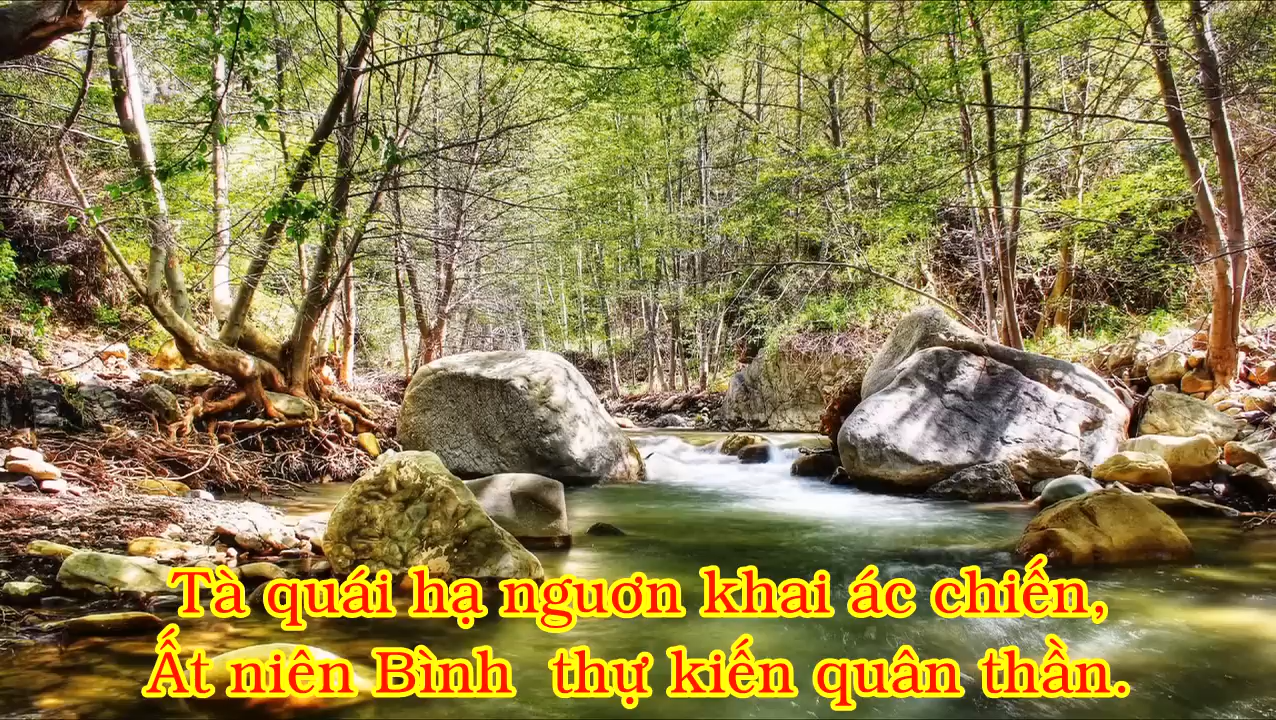 Tà quái hạ nguơn khai ác chiến,
Ất niên Bình  thự kiến quân thần.